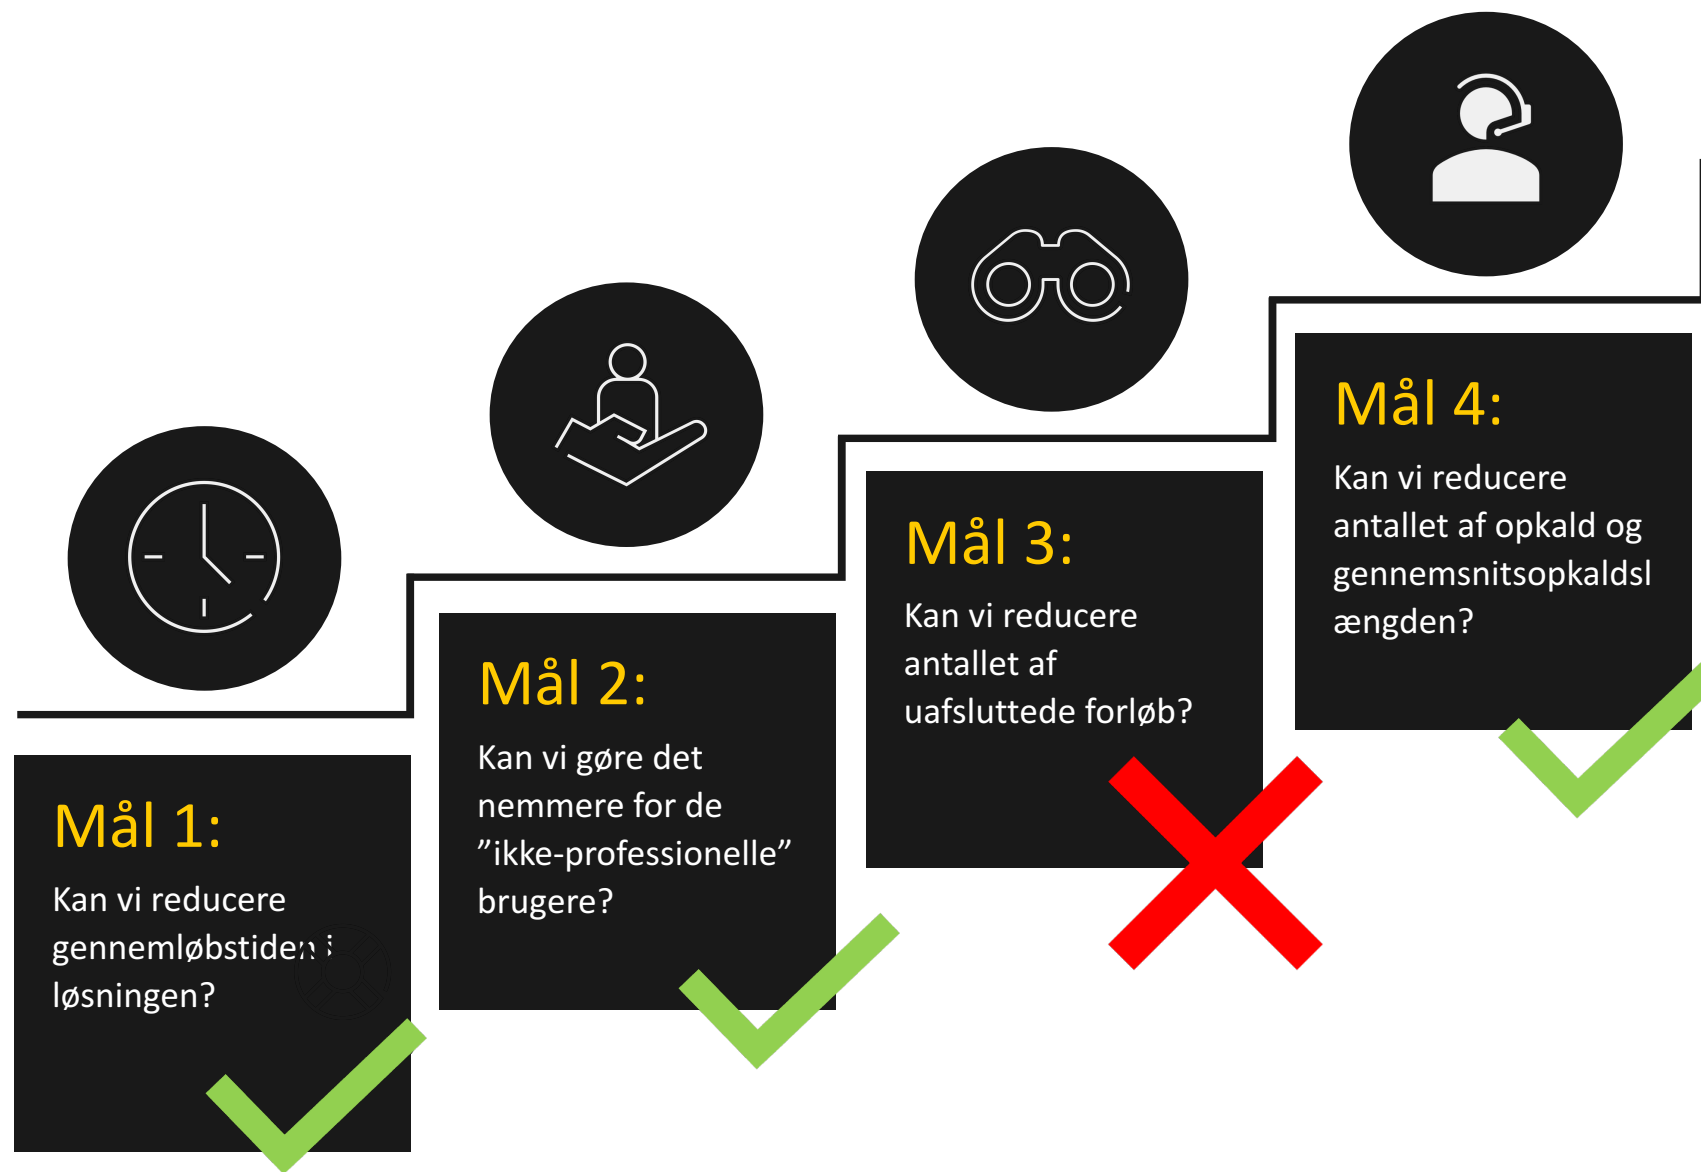 Mål 1:
Kan vi reducere
gennemløbstiden i
løsningen?
Mål 2:
Kan vi gøre det
nemmere for de
”ikke-professionelle”
brugere?
Mål 3:
Kan vi reducere
antallet af
uafsluttede forløb?
Mål 4:
Kan vi reducere
antallet af opkald og
gennemsnitsopkaldsl
ængden?